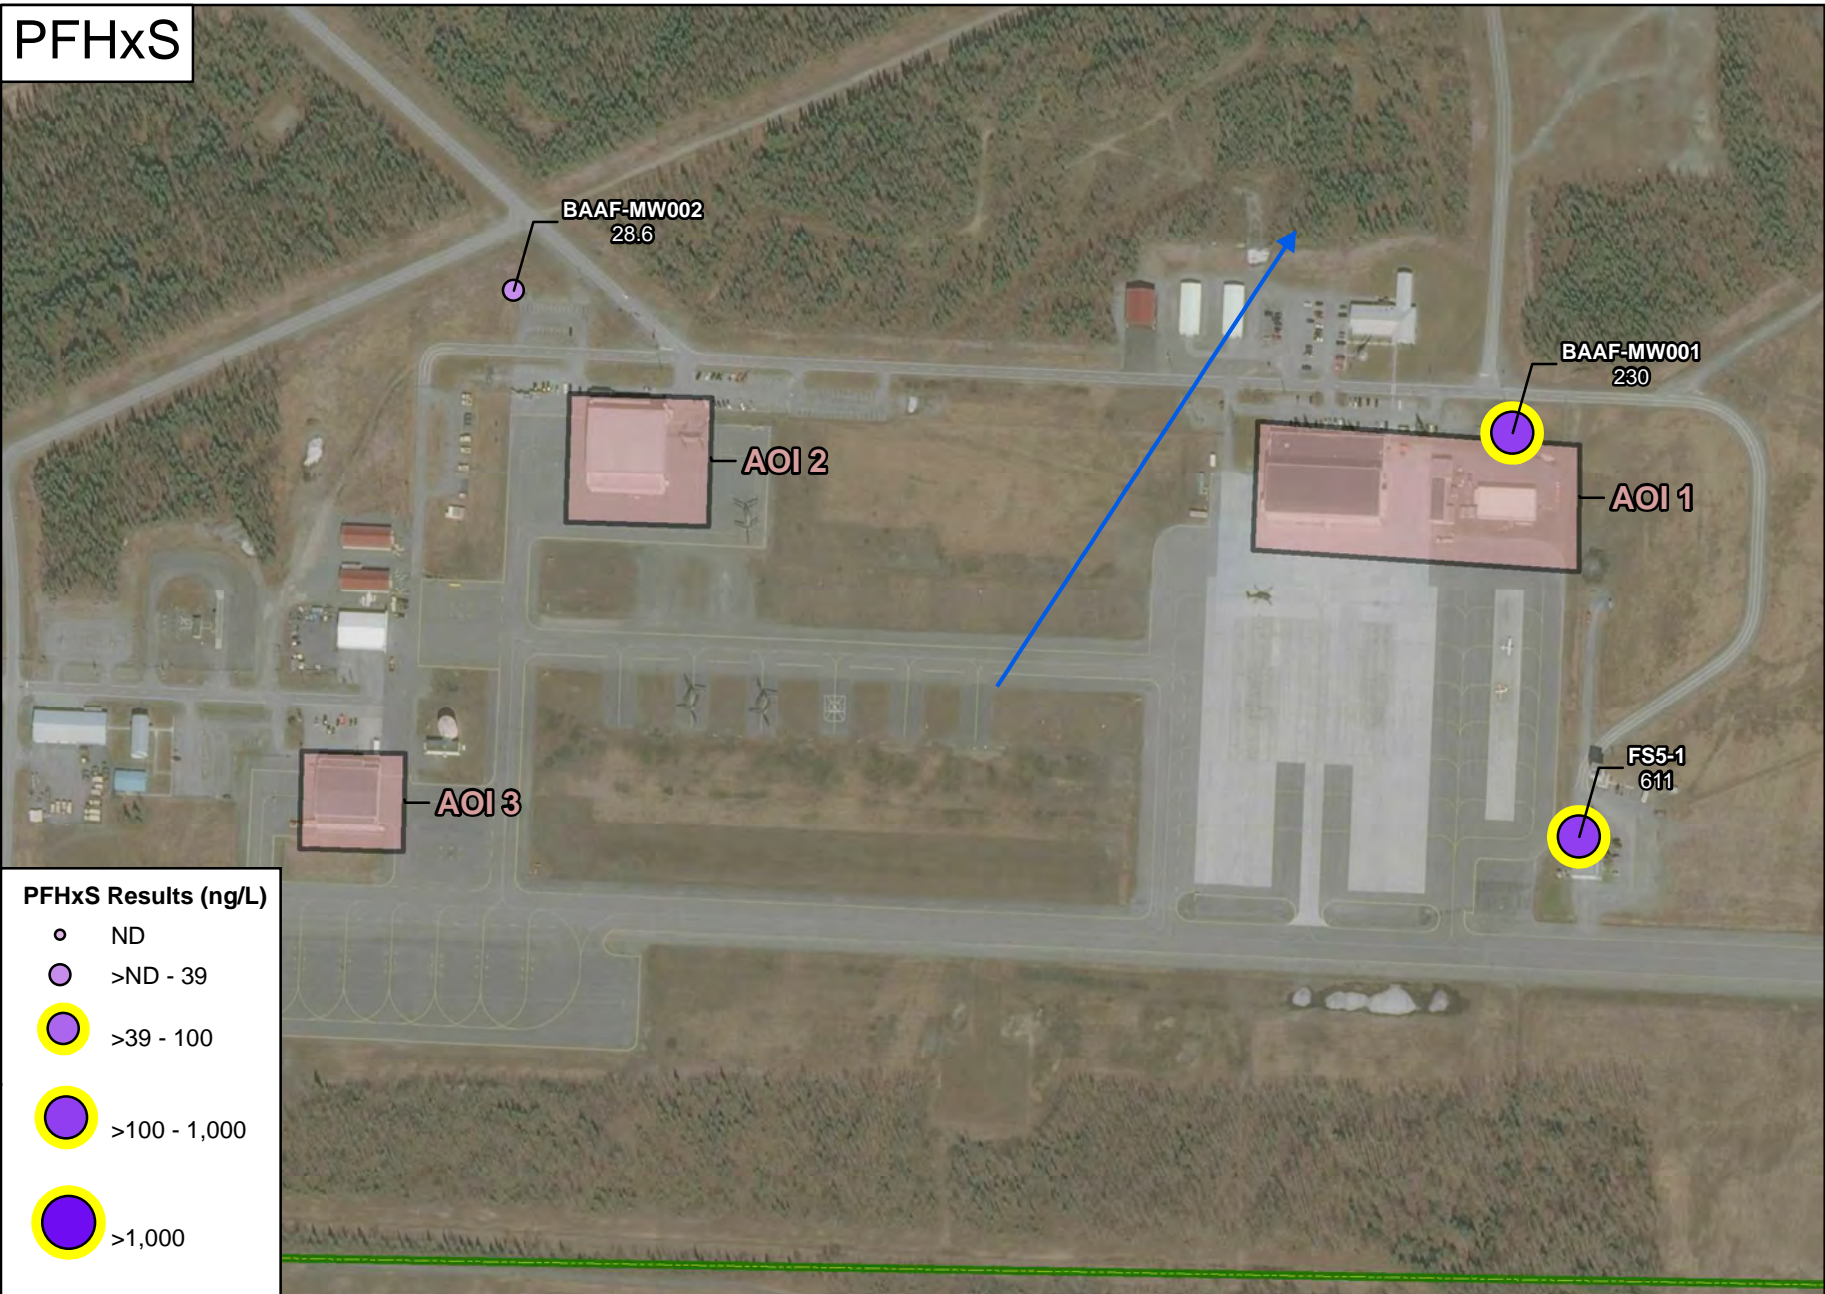 PFHxS
BAAF-MW002
28.6
BAAF-MW001
230
AOI 2
AOI 1
FS5-1
611
AOI 3
PFHxS Results (ng/L)
ND
>ND - 39
>39 - 100
>100 - 1,000
>1,000